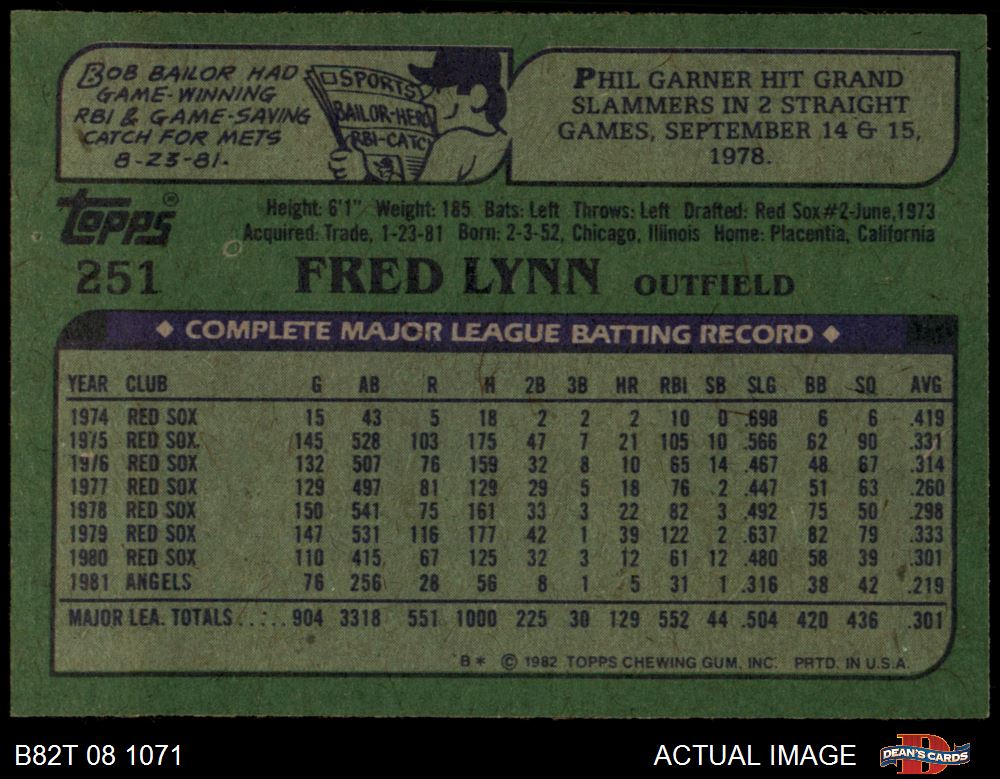 BOB BAILOR HAD
GAME-WINNING
RBI & GAME-SAVING
CATCH FOR METS
8-23-81.
SPORTS
BAILOR-HERO
RBI-CATC
PHIL GARNER HIT GRAND
SLAMMERS IN 2 STRAIGHT
GAMES, SEPTEMBER 14 & 15,
1978.
topps®
Height: 6'1" Weight: 185 Bats: Left Throws: Left Drafted: Red Sox #2-June, 1973
Acquired: Trade, 1-23-81 Born: 2-3-52, Chicago, Illinois Home: Placentia, California
251 FRED LYNN OUTFIELD
◆ COMPLETE MAJOR LEAGUE BATTING RECORD ◆
YEAR CLUB G AB R H 2B 3B HR RBI SB SLG BB SO AVG
1974 RED SOX 15 43 5 18 2 2 2 10 0 .698 6 6 .419
1975 RED SOX 145 528 103 175 47 7 21 105 10 .566 62 90 .331
1976 RED SOX 132 507 76 159 32 8 10 65 14 .467 48 67 .314
1977 RED SOX 129 497 81 129 29 5 18 76 2 .447 51 63 .260
1978 RED SOX 150 541 75 161 33 3 22 82 3 .492 75 50 .298
1979 RED SOX 147 531 116 177 42 1 39 122 2 .637 82 79 .333
1980 RED SOX 110 415 67 125 32 3 12 61 12 .480 58 39 .301
1981 ANGELS 76 256 28 56 8 1 5 31 1 .316 38 42 .219
MAJOR LEA. TOTALS ..... 904 3318 551 1000 225 30 129 552 44 .504 420 436 .301
B* © 1982 TOPPS CHEWING GUM, INC. PRTD. IN U.S.A.
B82T 08 1071 ACTUAL IMAGE DEAN'S CARDS